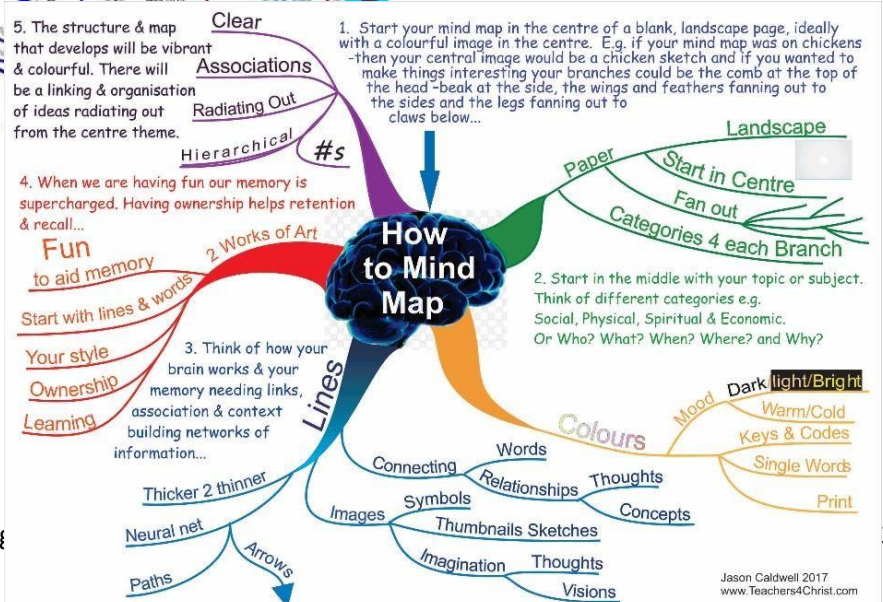 5. The structure & map
that develops will be vibrant
& colourful. There will
be a linking & organisation
of ideas radiating out
from the centre theme.
Clear
Associations
Radiating Out
Hierarchical
#s
1. Start your mind map in the centre of a blank, landscape page, ideally
with a colourful image in the centre. E.g. if your mind map was on chickens
-then your central image would be a chicken sketch and if you wanted to
make things interesting your branches could be the comb at the top of
the head -beak at the side, the wings and feathers fanning out to
the sides and the legs fanning out to
claws below...
Paper
Landscape
Start in Centre
Fan out
Categories 4 each Branch
4. When we are having fun our memory is
supercharged. Having ownership helps retention
& recall...
2 Works of Art
Fun
to aid memory
Start with lines & words
Your style
Ownership
Learning
How
to Mind
Map
2. Start in the middle with your topic or subject.
Think of different categories e.g.
Social, Physical, Spiritual & Economic.
Or Who? What? When? Where? and Why?
3. Think of how your
brain works & your
memory needing links,
association & context
building networks of
information...
Lines
Thicker 2 thinner
Neural net
Paths
Arrows
Connecting
Words
Relationships
Thoughts
Concepts
Images
Symbols
Thumbnails Sketches
Imagination
Thoughts
Visions
Colours
Mood
Dark/light/Bright
Warm/Cold
Keys & Codes
Single Words
Print
Jason Caldwell 2017
www.Teachers4Christ.com